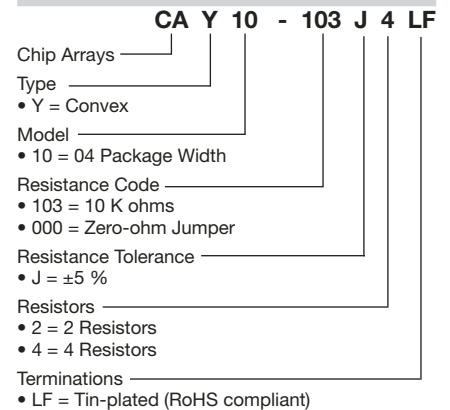 CA Y 10 - 103 J 4 LF
Chip Arrays
Type
• Y = Convex
Model
• 10 = 04 Package Width
Resistance Code
• 103 = 10 K ohms
• 000 = Zero-ohm Jumper
Resistance Tolerance
• J = ±5 %
Resistors
• 2 = 2 Resistors
• 4 = 4 Resistors
Terminations
• LF = Tin-plated (RoHS compliant)